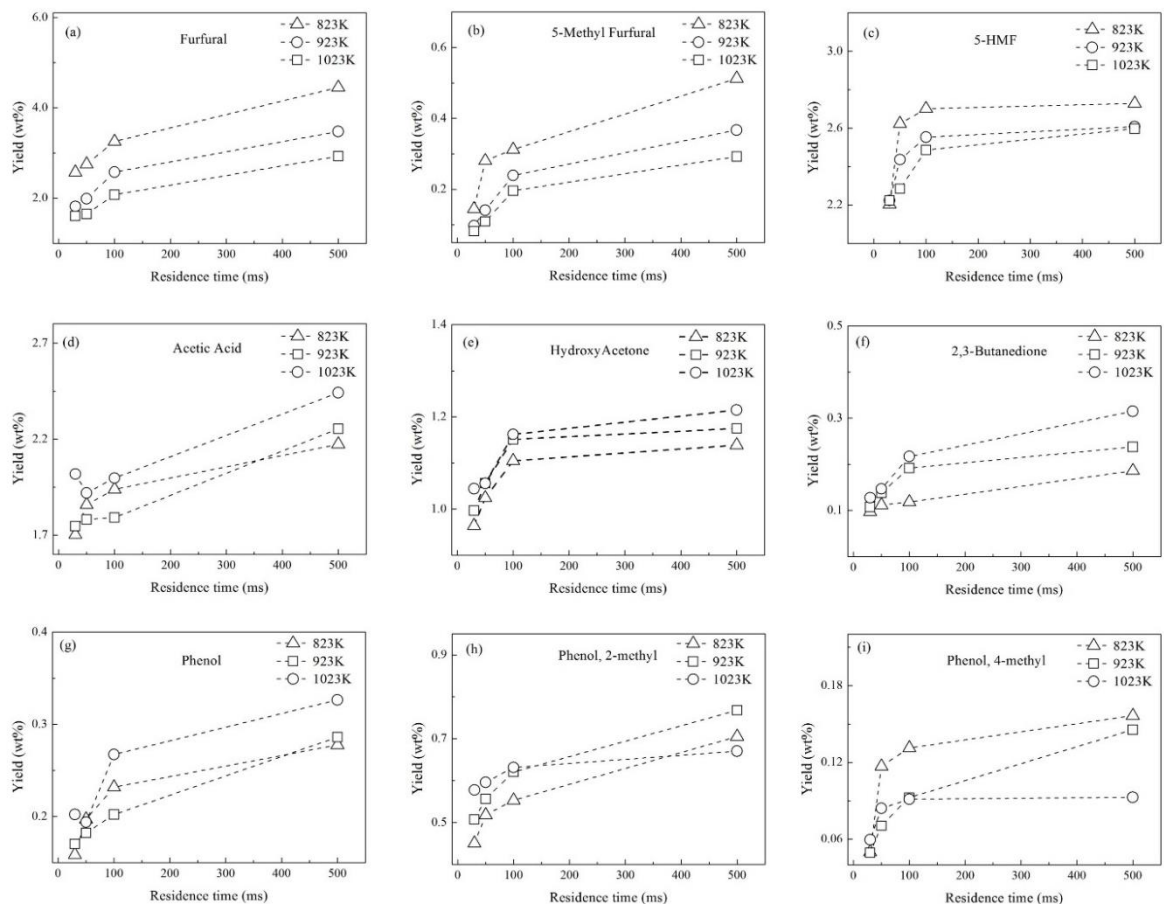 (a)
Furfural
823K
923K
1023K
6.0
4.0
2.0
Yield (wt%)
0 100 200 300 400 500
Residence time (ms)
(b)
5-Methyl Furfural
823K
923K
1023K
0.6
0.4
0.2
Yield (wt%)
0 100 200 300 400 500
Residence time (ms)
(c)
5-HMF
823K
923K
1023K
3.0
2.6
2.2
Yield (wt%)
0 100 200 300 400 500
Residence time (ms)
(d)
Acetic Acid
823K
923K
1023K
2.7
2.2
1.7
Yield (wt%)
0 100 200 300 400 500
Residence time (ms)
(e)
HydroxyAcetone
823K
923K
1023K
1.4
1.2
1.0
Yield (wt%)
0 100 200 300 400 500
Residence time (ms)
(f)
2,3-Butanedione
823K
923K
1023K
0.5
0.3
0.1
Yield (wt%)
0 100 200 300 400 500
Residence time (ms)
(g)
Phenol
823K
923K
1023K
0.4
0.3
0.2
Yield (wt%)
0 100 200 300 400 500
Residence time (ms)
(h)
Phenol, 2-methyl
823K
923K
1023K
0.9
0.7
0.5
Yield (wt%)
0 100 200 300 400 500
Residence time (ms)
(i)
Phenol, 4-methyl
823K
923K
1023K
0.18
0.12
0.06
Yield (wt%)
0 100 200 300 400 500
Residence time (ms)